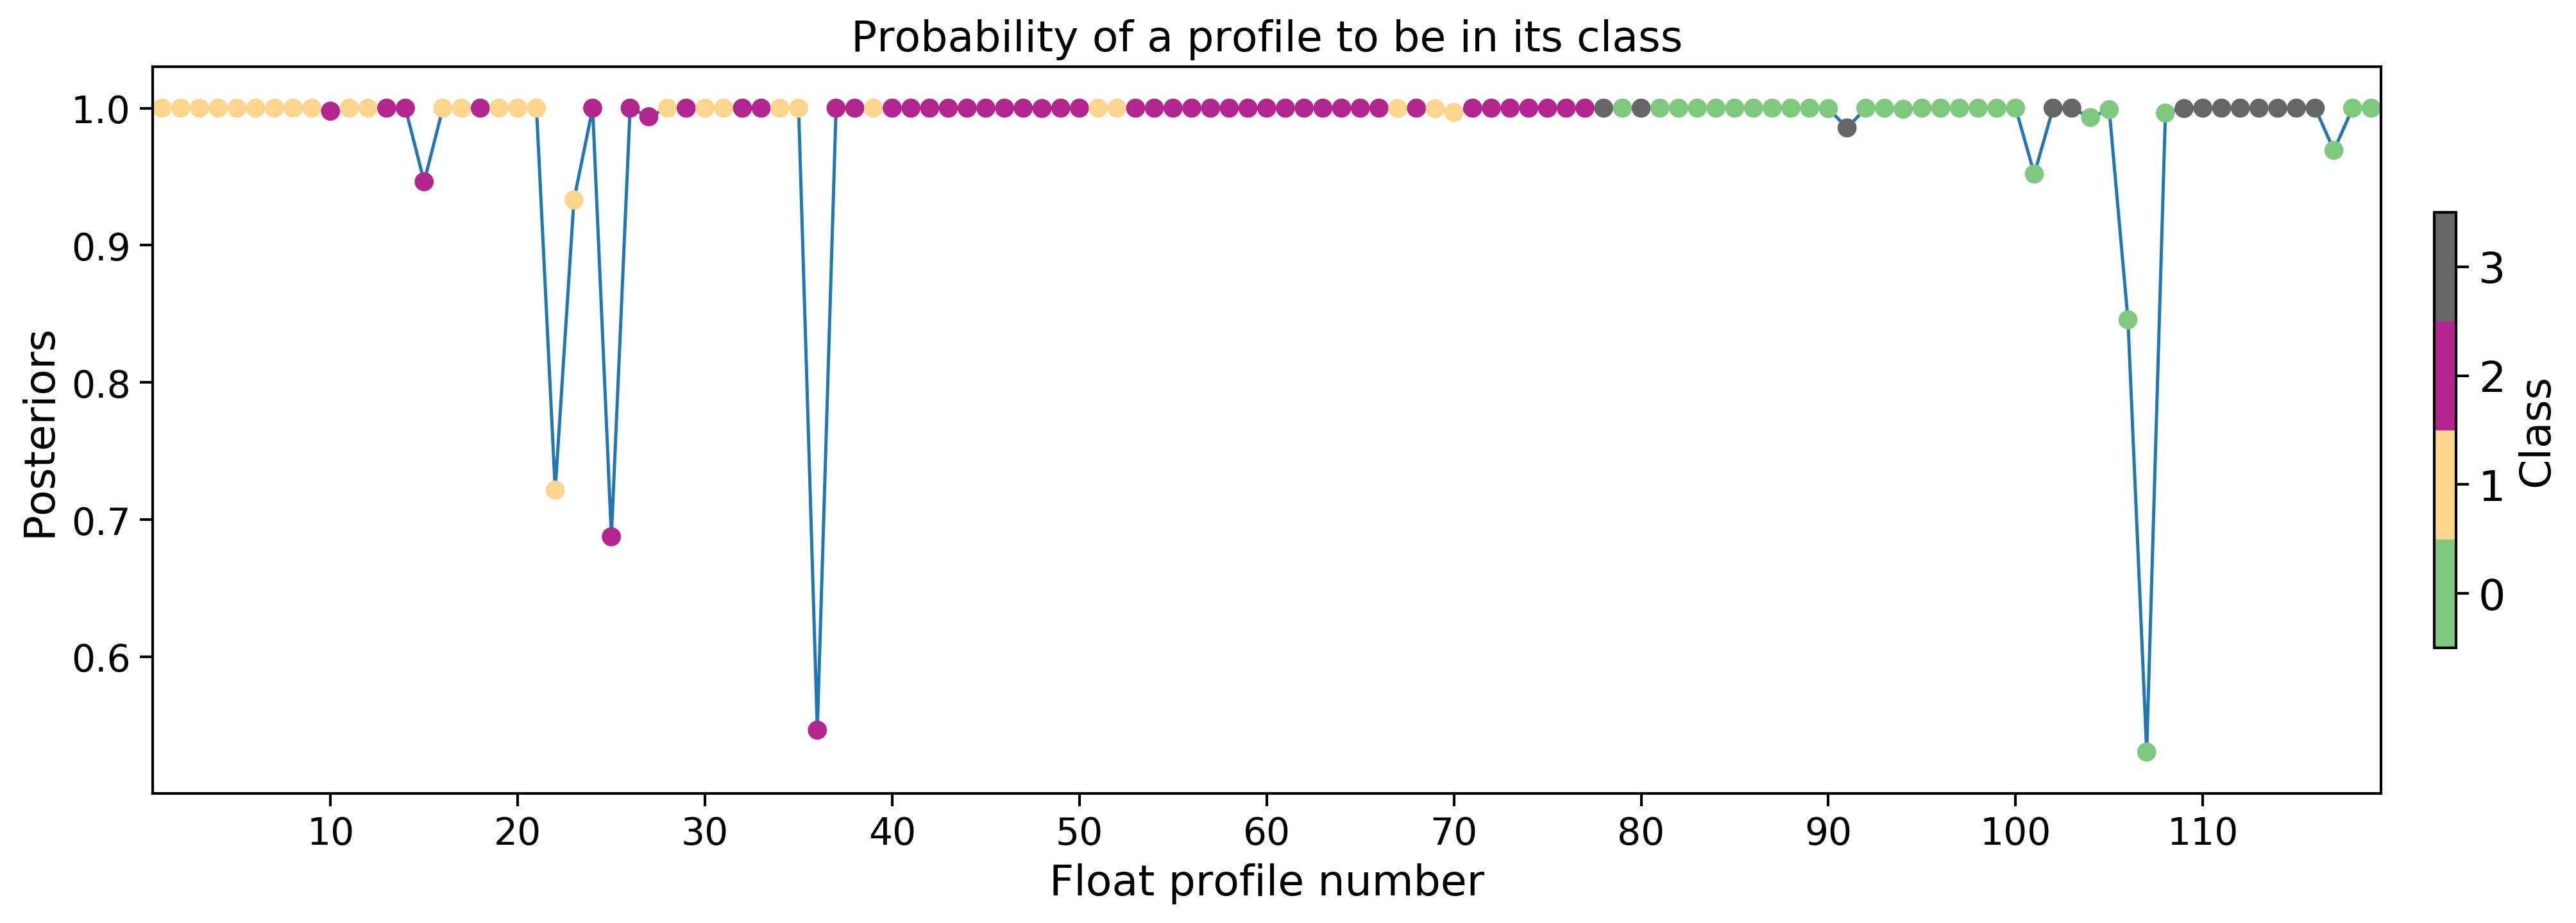 Probability of a profile to be in its class
1.0
0.9
0.8
0.7
0.6
Posteriors
10 20 30 40 50 60 70 80 90 100 110
Float profile number
3
2
1
0
Class